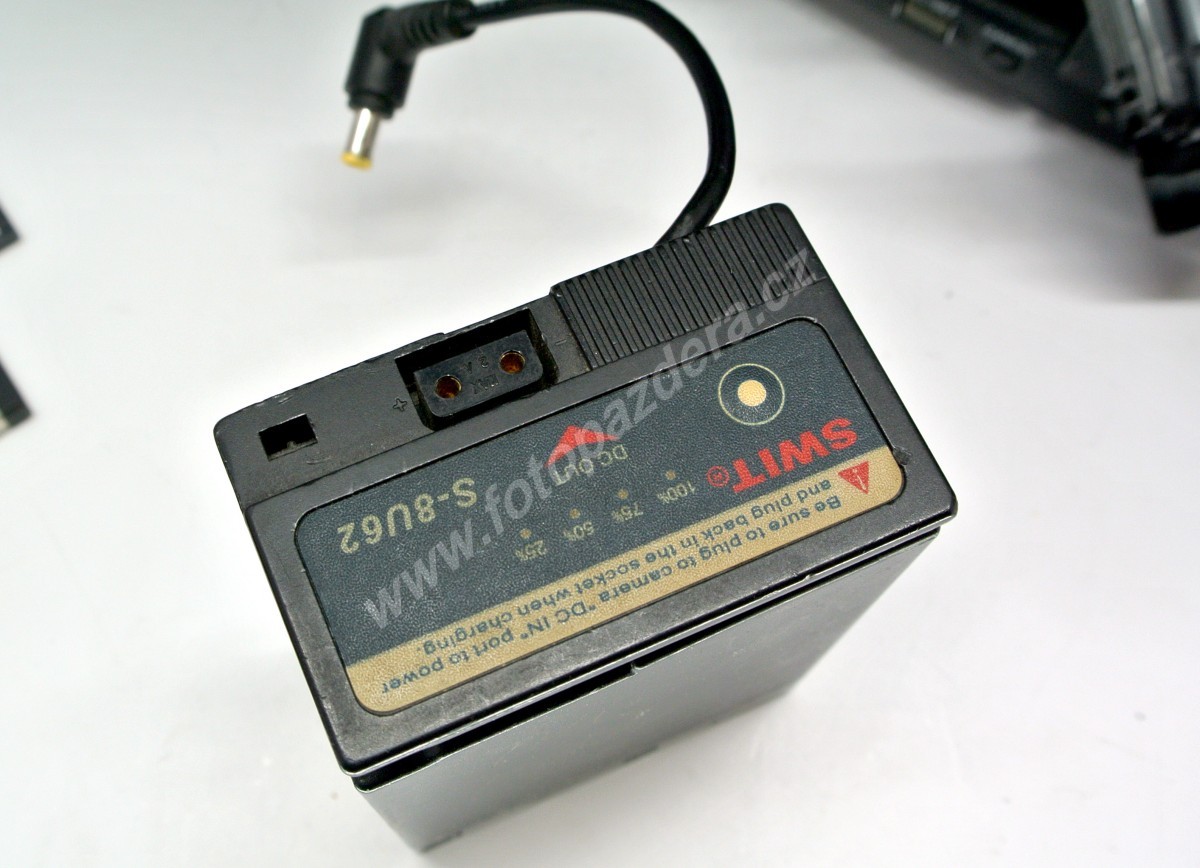 SWIT®
100% 75% 50% 25%
DC OUT
S-8U62
Be sure to plug to camera "DC IN" port to power
and plug back in the socket when charging.
+
-
www.fotopazdera.cz